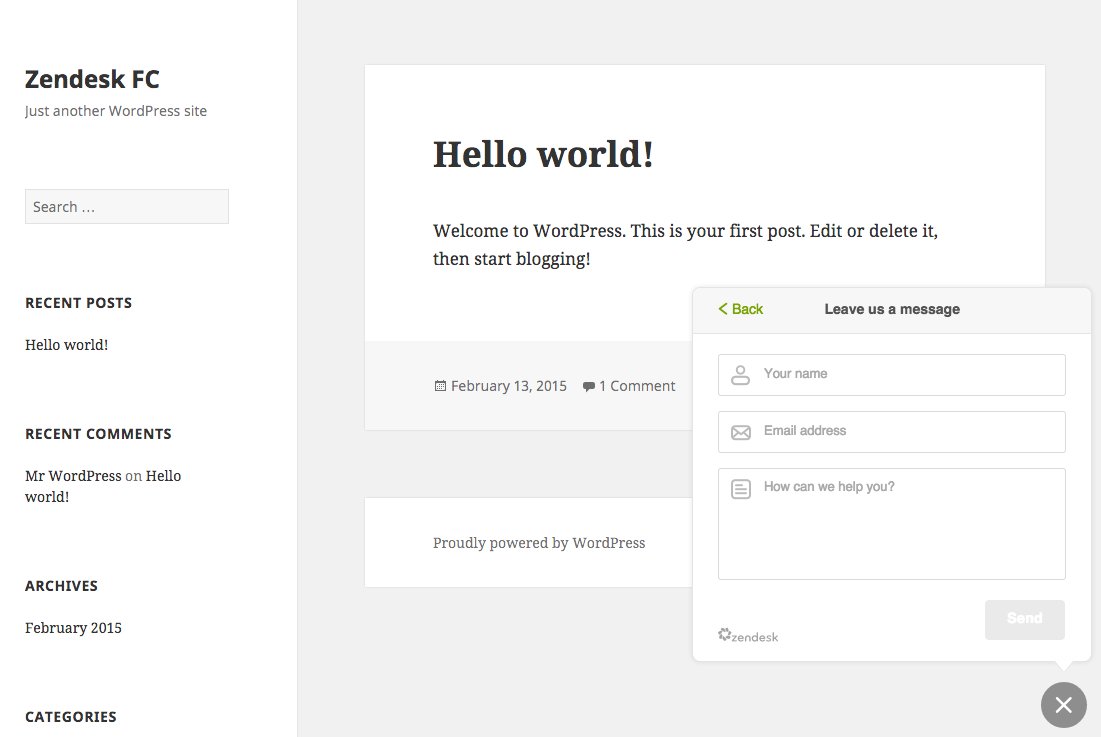 Zendesk FC
Just another WordPress site
Search …
RECENT POSTS
Hello world!
RECENT COMMENTS
Mr WordPress on Hello
world!
ARCHIVES
February 2015
CATEGORIES
Hello world!
Welcome to WordPress. This is your first post. Edit or delete it,
then start blogging!
February 13, 2015 1 Comment
Proudly powered by WordPress
Back Leave us a message
Your name
Email address
How can we help you?
Send
zendesk